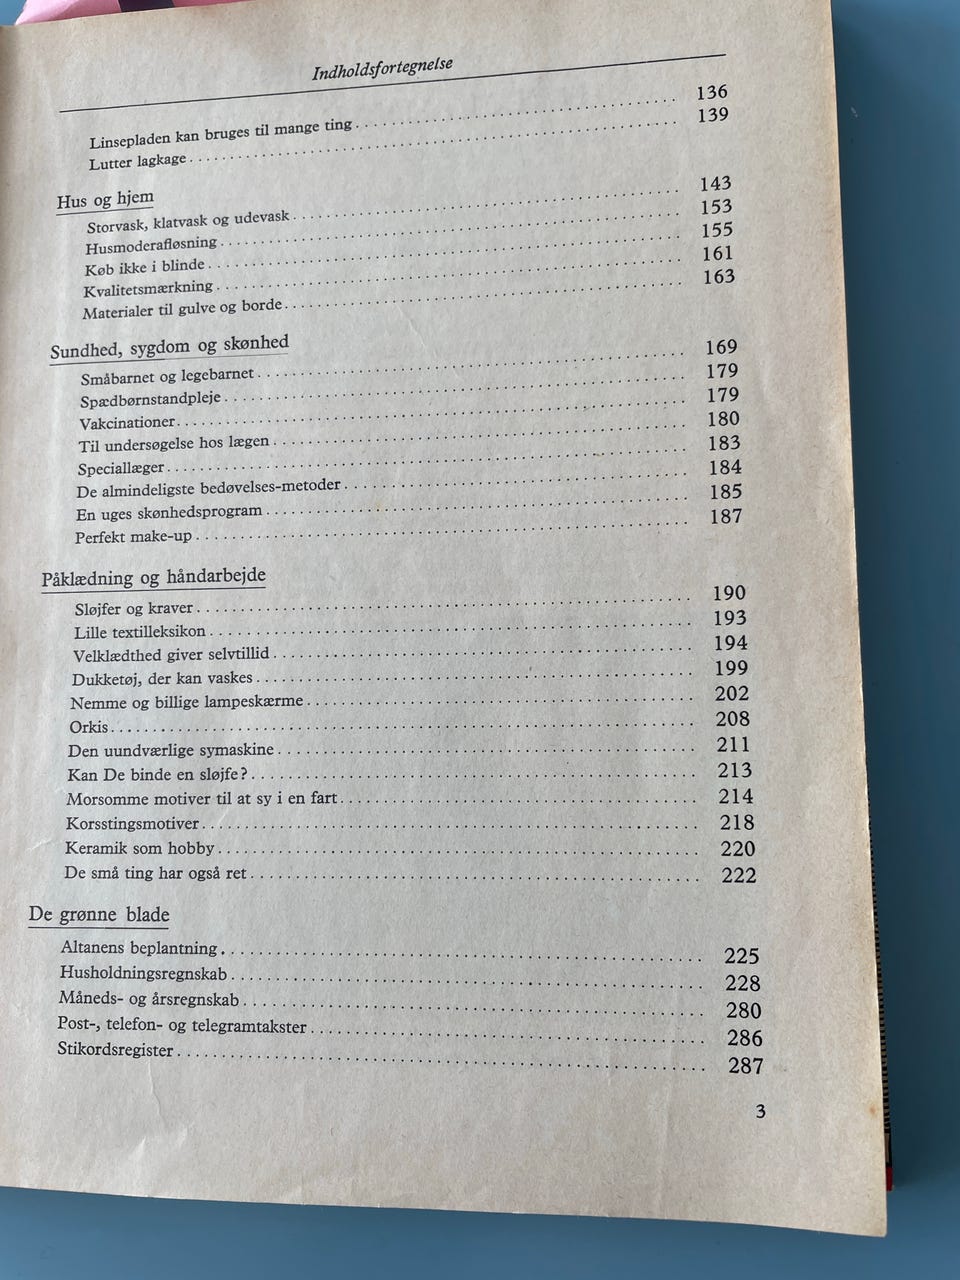 Indholdsfortegnelse
Linsepladen kan bruges til mange ting 136
Lutter lagkage 139
Hus og hjem
Storvask, klatvask og udevask 143
Husmoderafløsning 153
Køb ikke i blinde 155
Kvalitetsmærkning 161
Materialer til gulve og borde 163
Sundhed, sygdom og skønhed
Småbarnet og legebarnet 169
Spædbørnstandpleje 179
Vakcinationer 179
Til undersøgelse hos lægen 180
Speciallæger 183
De almindeligste bedøvelses-metoder 184
En uges skønhedsprogram 185
Perfekt make-up 187
Påklædning og håndarbejde
Sløjfer og kraver 190
Lille textilleksikon 193
Velklædthed giver selvtillid 194
Dukketøj, der kan vaskes 199
Nemme og billige lampeskærme 202
Orkis 208
Den uundværlige symaskine 211
Kan De binde en sløjfe? 213
Morsomme motiver til at sy i en fart 214
Korsstingsmotiver 218
Keramik som hobby 220
De små ting har også ret 222
De grønne blade
Altanens beplantning 225
Husholdningsregnskab 228
Måneds- og årsregnskab 280
Post-, telefon- og telegramtakster 286
Stikordsregister 287
3